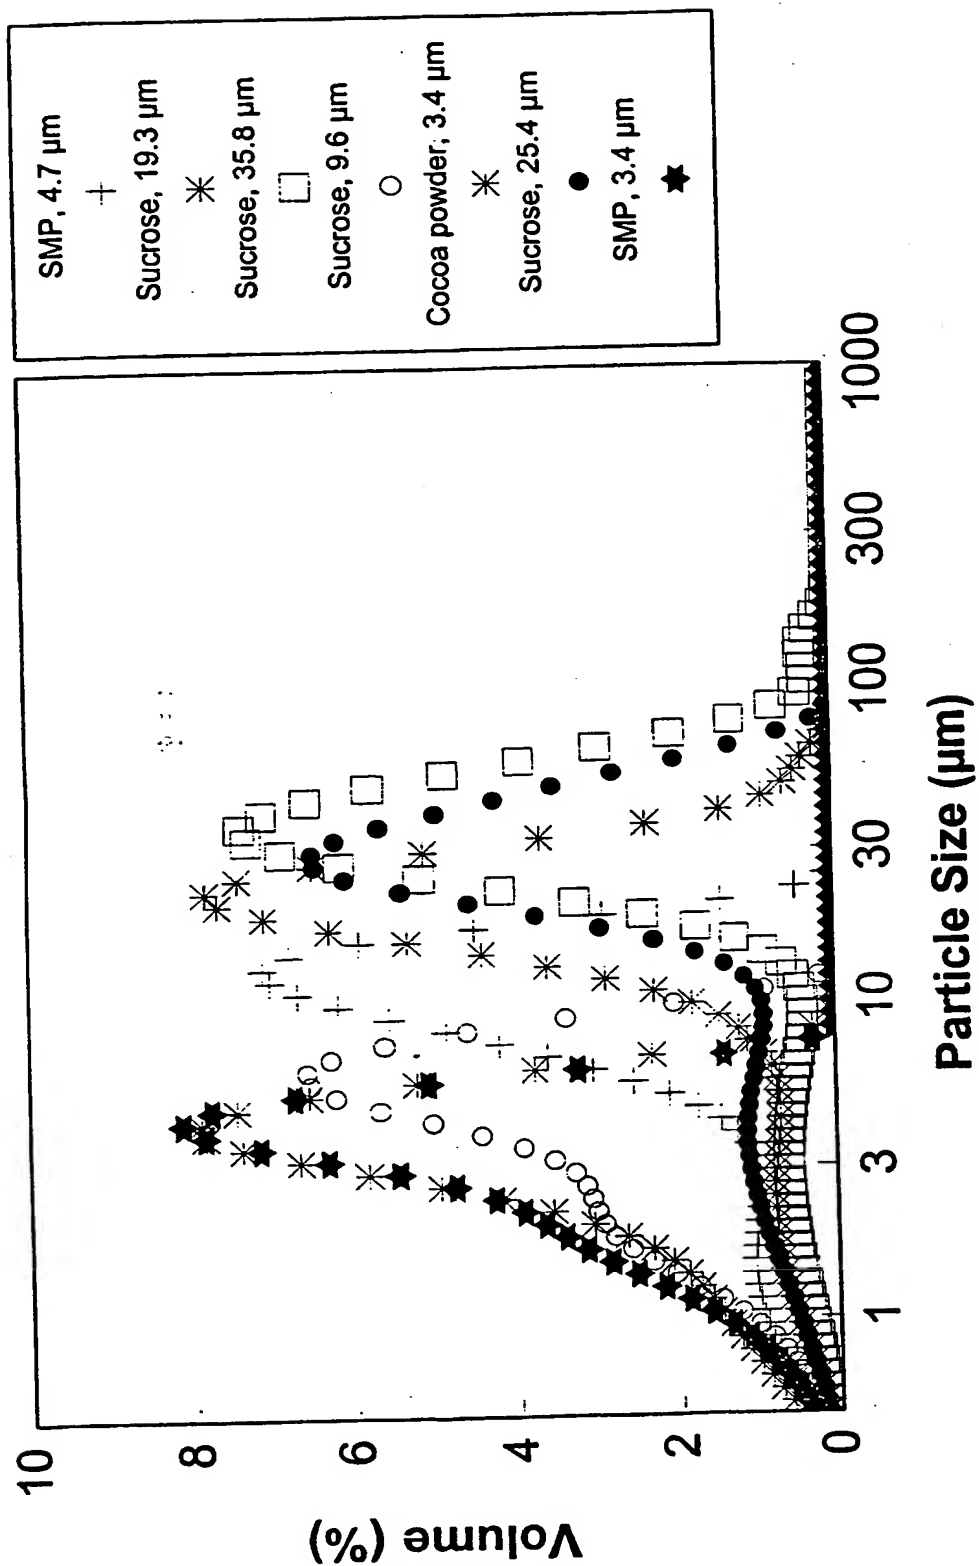 SMP, 4.7 µm
Sucrose, 19.3 µm
Sucrose, 35.8 µm
Sucrose, 9.6 µm
Cocoa powder; 3.4 µm
Sucrose, 25.4 µm
SMP, 3.4 µm
Volume (%)
10
8
6
4
2
0
1
3
10
30
100
300
1000
Particle Size (µm)